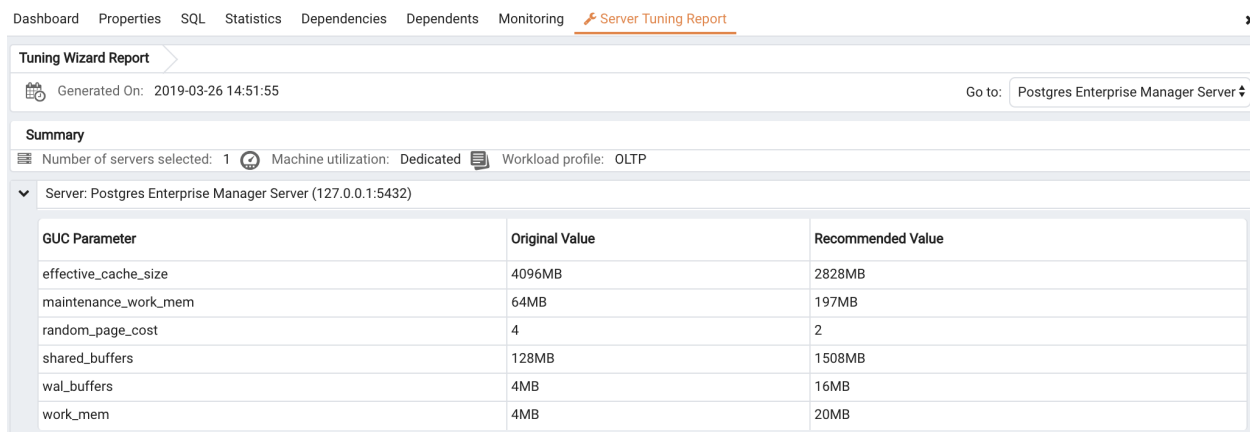 Dashboard Properties SQL Statistics Dependencies Dependents Monitoring Server Tuning Report
Tuning Wizard Report
Generated On: 2019-03-26 14:51:55 Go to: Postgres Enterprise Manager Server
Summary
Number of servers selected: 1 Machine utilization: Dedicated Workload profile: OLTP
Server: Postgres Enterprise Manager Server (127.0.0.1:5432)
GUC Parameter Original Value Recommended Value
effective_cache_size 4096MB 2828MB
maintenance_work_mem 64MB 197MB
random_page_cost 4 2
shared_buffers 128MB 1508MB
wal_buffers 4MB 16MB
work_mem 4MB 20MB